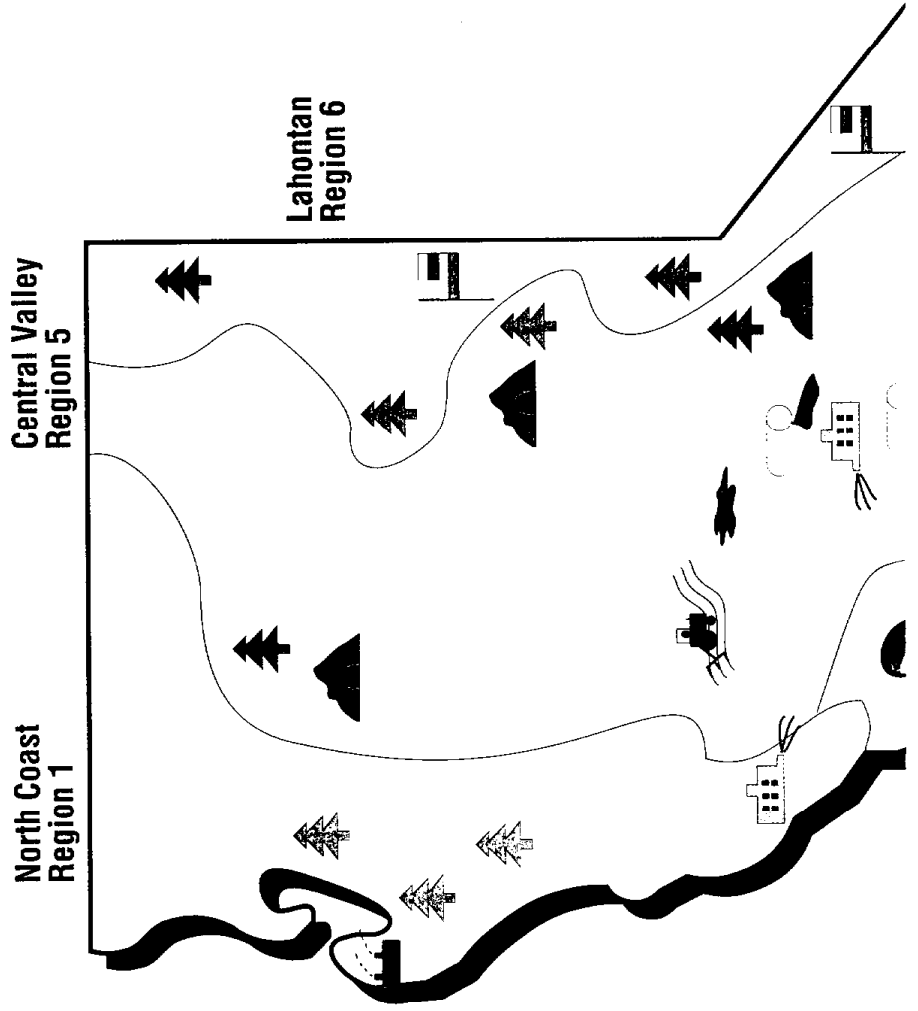 North Coast
Region 1
Central Valley
Region 5
Lahontan
Region 6